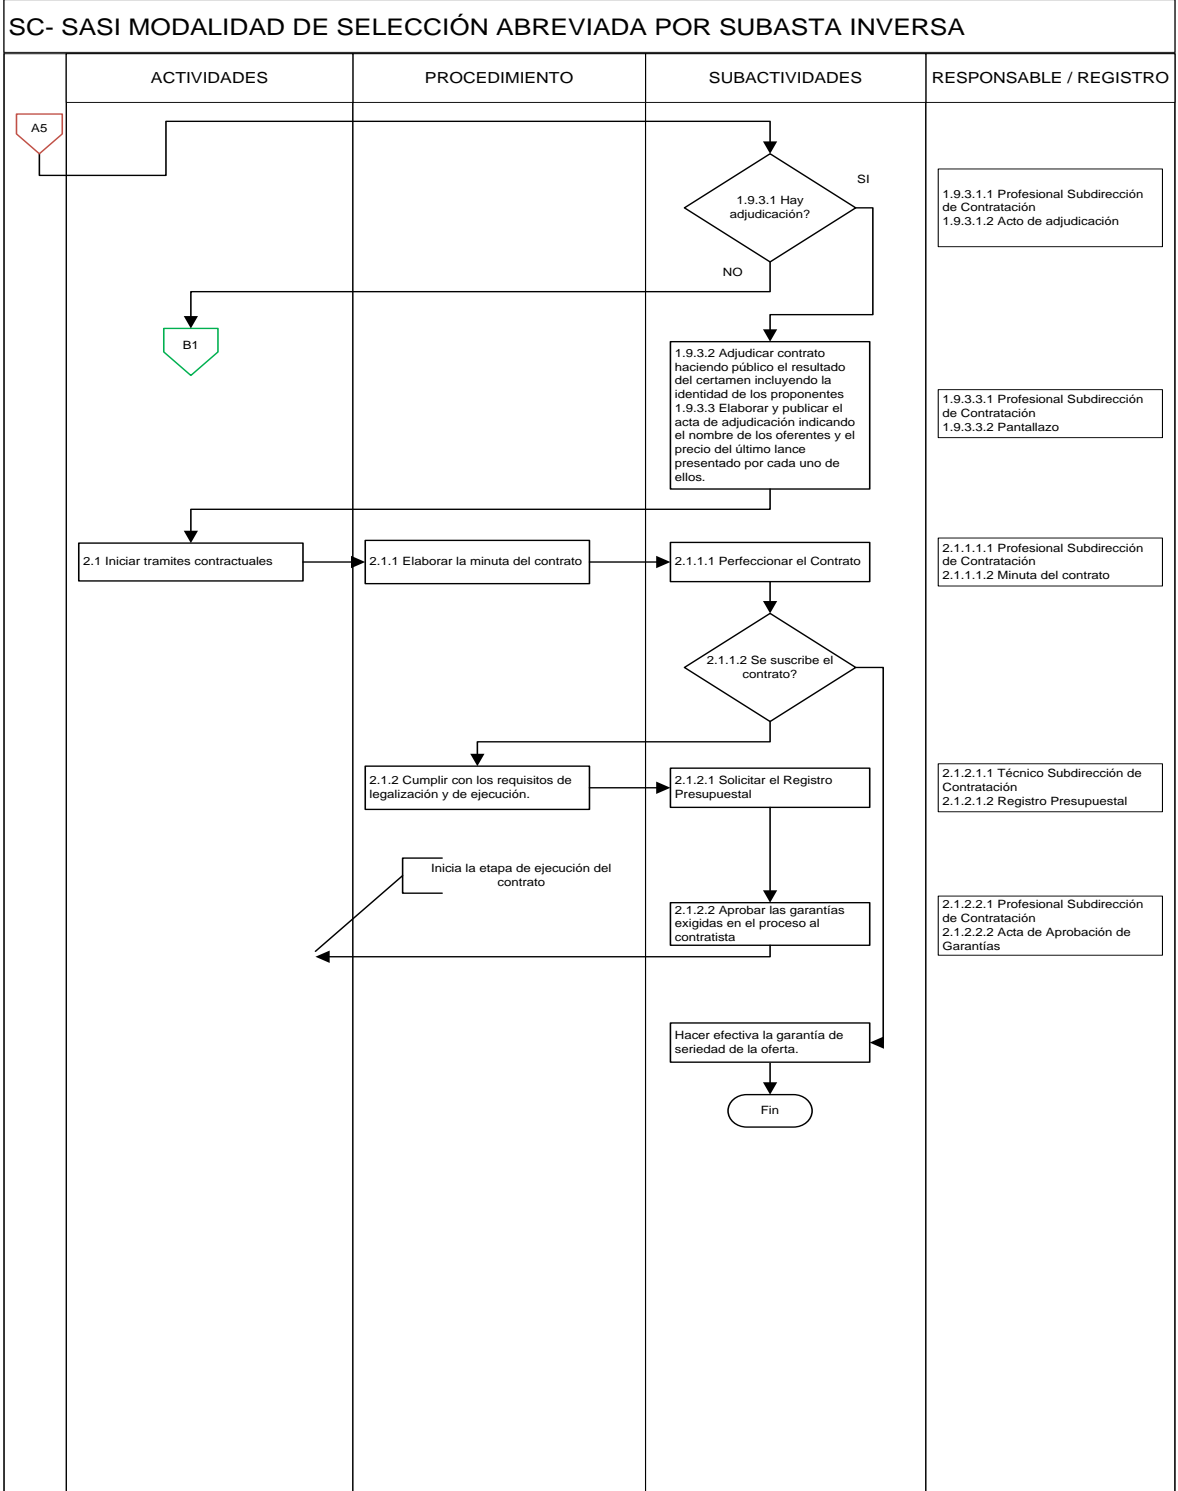 SC- SASI MODALIDAD DE SELECCIÓN ABREVIADA POR SUBASTA INVERSA
ACTIVIDADES
PROCEDIMIENTO
SUBACTIVIDADES
RESPONSABLE / REGISTRO
A5
1.9.3.1 Hay
adjudicación?
SI
NO
1.9.3.1.1 Profesional Subdirección
de Contratación
1.9.3.1.2 Acto de adjudicación
B1
1.9.3.2 Adjudicar contrato
haciendo público el resultado
del certamen incluyendo la
identidad de los proponentes
1.9.3.3 Elaborar y publicar el
acta de adjudicación indicando
el nombre de los oferentes y el
precio del último lance
presentado por cada uno de
ellos.
1.9.3.3.1 Profesional Subdirección
de Contratación
1.9.3.3.2 Pantallazo
2.1 Iniciar tramites contractuales
2.1.1 Elaborar la minuta del contrato
2.1.1.1 Perfeccionar el Contrato
2.1.1.1.1 Profesional Subdirección
de Contratación
2.1.1.1.2 Minuta del contrato
2.1.1.2 Se suscribe el
contrato?
2.1.2 Cumplir con los requisitos de
legalización y de ejecución.
2.1.2.1 Solicitar el Registro
Presupuestal
2.1.2.1.1 Técnico Subdirección de
Contratación
2.1.2.1.2 Registro Presupuestal
Inicia la etapa de ejecución del
contrato
2.1.2.2 Aprobar las garantías
exigidas en el proceso al
contratista
2.1.2.2.1 Profesional Subdirección
de Contratación
2.1.2.2.2 Acta de Aprobación de
Garantías
Hacer efectiva la garantía de
seriedad de la oferta.
Fin